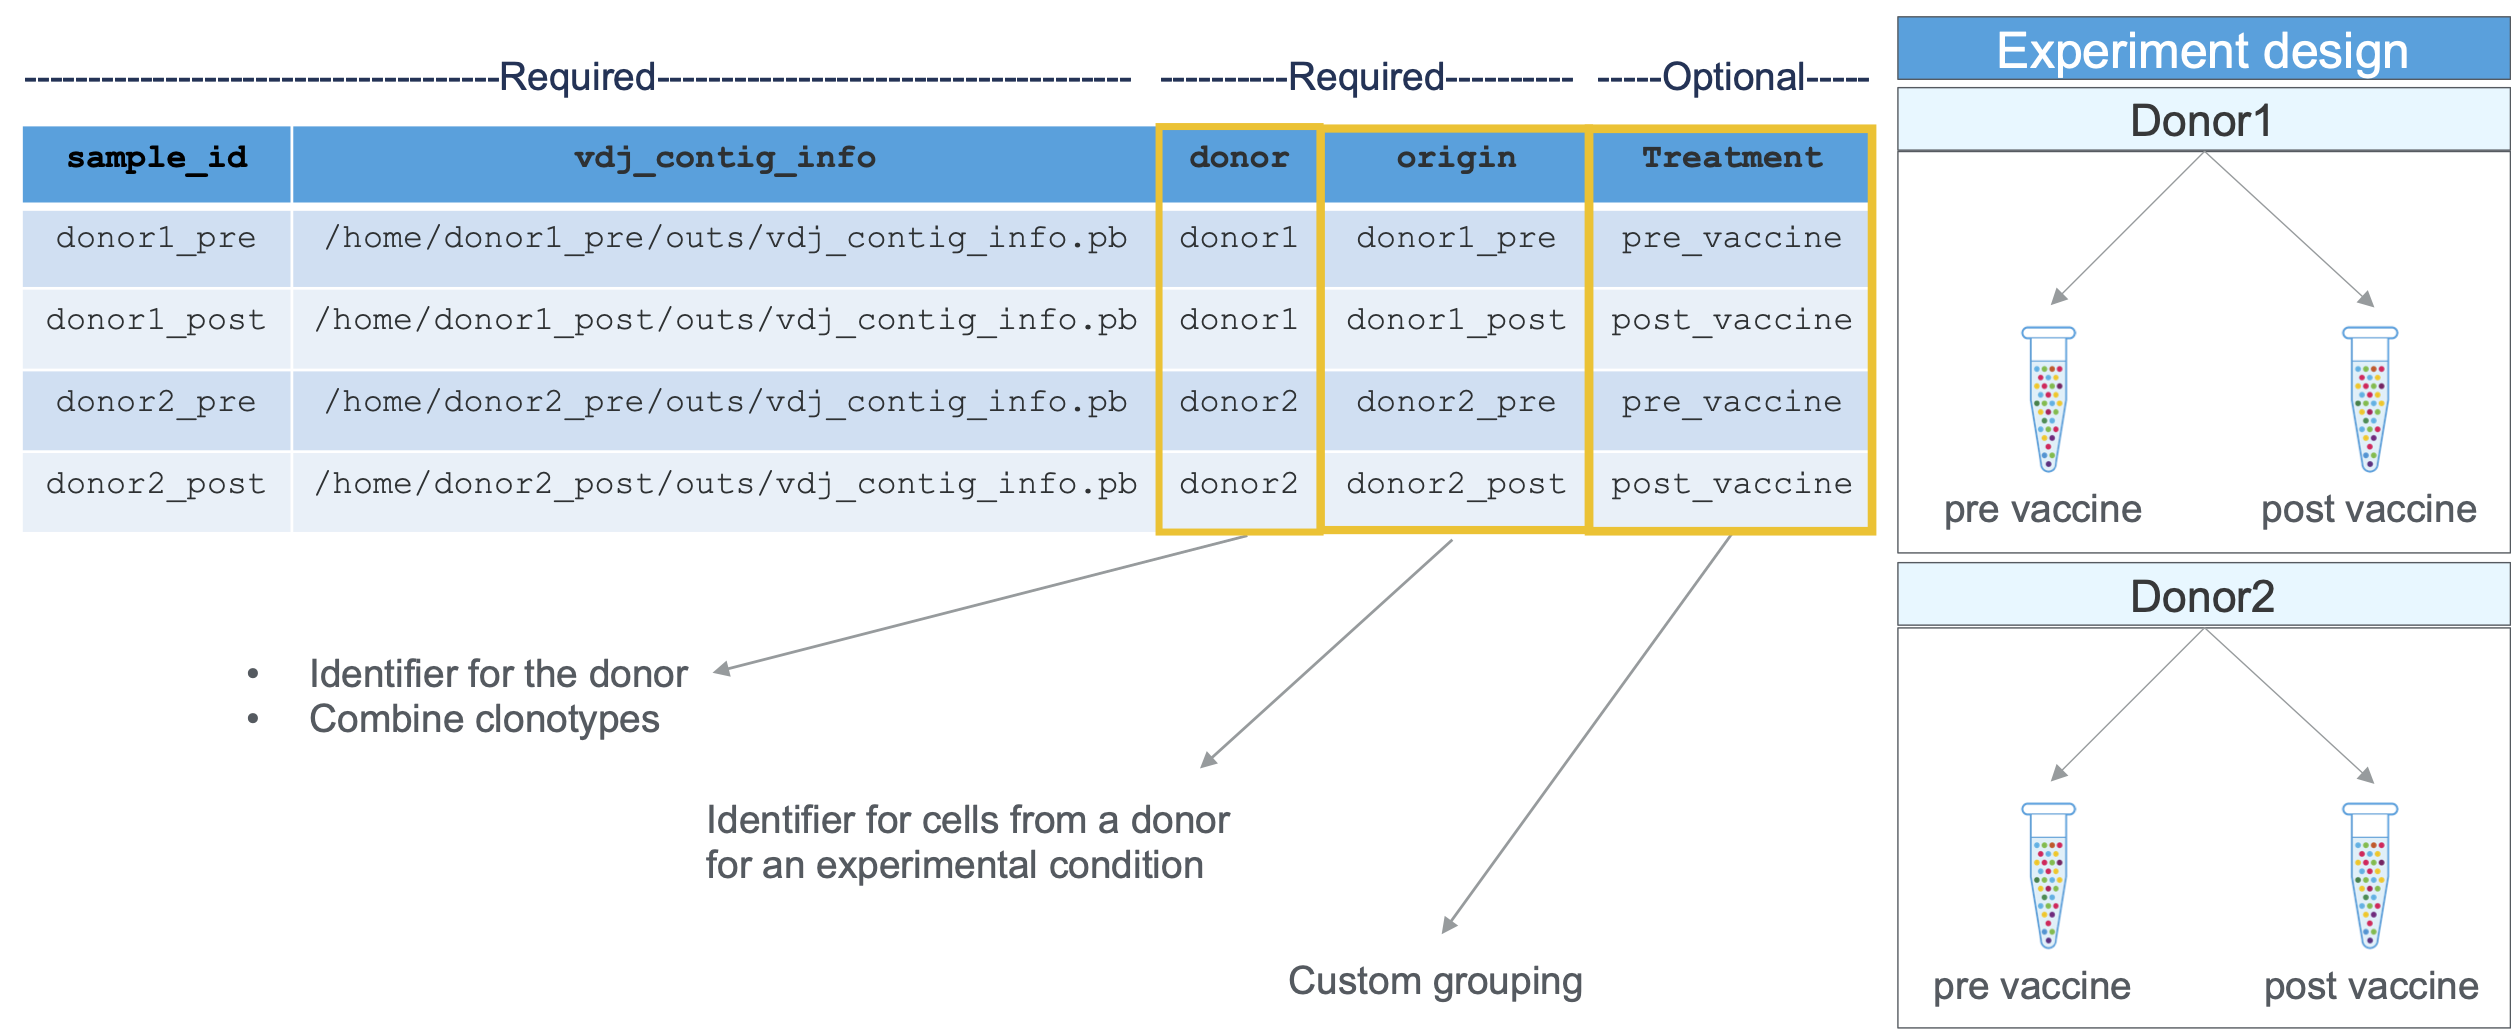 ------------------------------------Required------------------------------------ ----------Required---------- -----Optional-----
sample_id vdj_contig_info donor origin Treatment
donor1_pre /home/donor1_pre/outs/vdj_contig_info.pb donor1 donor1_pre pre_vaccine
donor1_post /home/donor1_post/outs/vdj_contig_info.pb donor1 donor1_post post_vaccine
donor2_pre /home/donor2_pre/outs/vdj_contig_info.pb donor2 donor2_pre pre_vaccine
donor2_post /home/donor2_post/outs/vdj_contig_info.pb donor2 donor2_post post_vaccine
• Identifier for the donor
• Combine clonotypes
Identifier for cells from a donor
for an experimental condition
Custom grouping
Experiment design
Donor1
pre vaccine post vaccine
Donor2
pre vaccine post vaccine